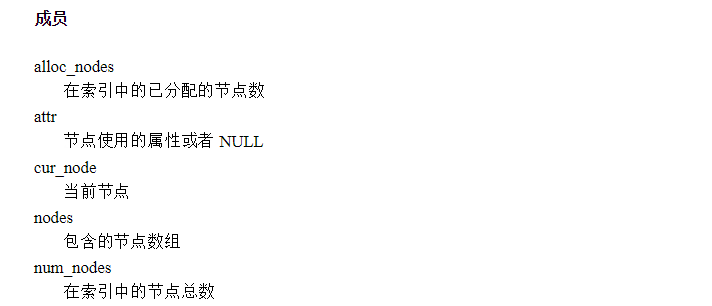 成员
alloc_nodes
在索引中的已分配的节点数
attr
节点使用的属性或者 NULL
cur_node
当前节点
nodes
包含的节点数组
num_nodes
在索引中的节点总数